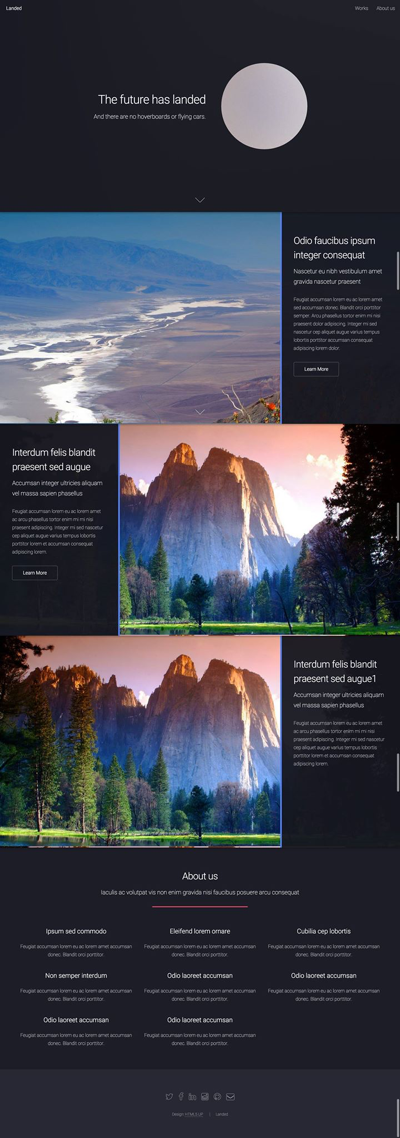 Landed
Works
About us
The future has landed
And there are no hoverboards or flying cars.
Odio faucibus ipsum
integer consequat
Nascetur eu nibh vestibulum amet
gravida nascetur praesent
Feugiat accumsan lorem eu ac lorem amet
sed accumsan donec. Blandit orci porttitor
semper. Arcu phasellus tortor enim mi nisi
praesent dolor adipiscing. Integer mi sed
nascetur cep aliquet augue varius tempus
lobortis porttitor accumsan consequat
adipiscing lorem dolor.
Learn More
Interdum felis blandit
praesent sed augue
Accumsan integer ultricies aliquam
vel massa sapien phasellus
Feugiat accumsan lorem eu ac lorem amet
ac arcu phasellus tortor enim mi mi nisi
praesent adipiscing. Integer mi sed nascetur
cep aliquet augue varius tempus lobortis
porttitor lorem et accumsan consequat
adipiscing lorem.
Learn More
Interdum felis blandit
praesent sed augue1
Accumsan integer ultricies aliquam
vel massa sapien phasellus
Feugiat accumsan lorem eu ac lorem amet
ac arcu phasellus tortor enim mi mi nisi
praesent adipiscing. Integer mi sed nascetur
cep aliquet augue varius tempus lobortis
porttitor lorem et accumsan consequat
adipiscing lorem.
About us
Iaculis ac volutpat vis non enim gravida nisi faucibus posuere arcu consequat
Ipsum sed commodo
Feugiat accumsan lorem eu ac lorem amet accumsan
donec. Blandit orci porttitor.
Eleifend lorem ornare
Feugiat accumsan lorem eu ac lorem amet accumsan
donec. Blandit orci porttitor.
Cubilia cep lobortis
Feugiat accumsan lorem eu ac lorem amet accumsan
donec. Blandit orci porttitor.
Non semper interdum
Feugiat accumsan lorem eu ac lorem amet accumsan
donec. Blandit orci porttitor.
Odio laoreet accumsan
Feugiat accumsan lorem eu ac lorem amet accumsan
donec. Blandit orci porttitor.
Odio laoreet accumsan
Feugiat accumsan lorem eu ac lorem amet accumsan
donec. Blandit orci porttitor.
Odio laoreet accumsan
Feugiat accumsan lorem eu ac lorem amet accumsan
donec. Blandit orci porttitor.
Odio laoreet accumsan
Feugiat accumsan lorem eu ac lorem amet accumsan
donec. Blandit orci porttitor.
Design HTML5 UP | Landed